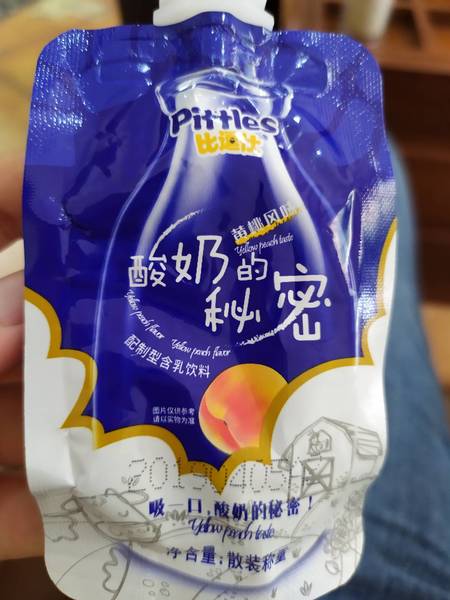 Pittles
比逗仗
黄桃风味
Yellow peach taste
酸奶的
秘密
Yellow peach flavor
Yellow peach flavor
配制型含乳饮料
图片仅供参考
请以实物为准
吸一口,酸奶的秘密!
Yellow peach taste
净含量:散装称量